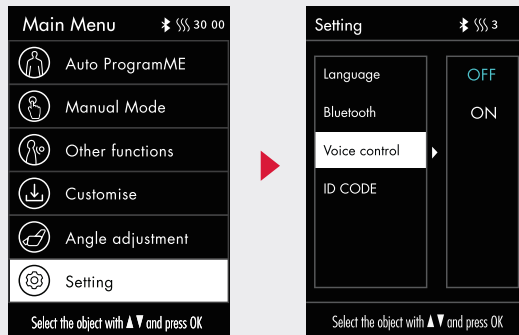 Main Menu 30 00
Auto ProgramME
Manual Mode
Other functions
Customise
Angle adjustment
Setting
Select the object with ▲▼ and press OK
Setting 3
Language
Bluetooth
Voice control
ID CODE
OFF
ON
Select the object with ▲▼ and press OK